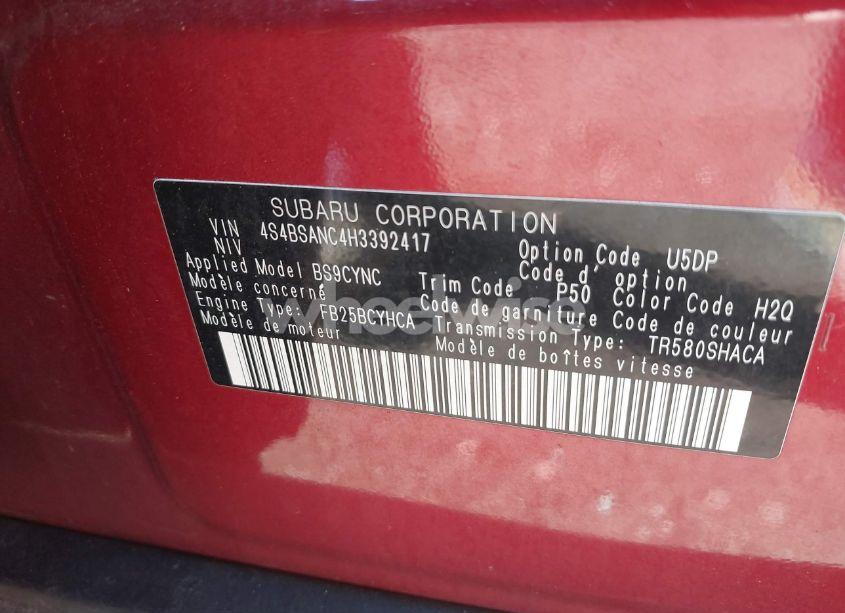 SUBARU CORPORATION
VIN 4S4BSANC4H3392417
NIV
Option Code U5DP
Code d' option
Applied Model BS9CYNC
Modèle concerné
Trim Code P50 Color Code H2Q
Code de garniture Code de couleur
Engine Type: FB25BCYHCA
Modèle de moteur
Transmission Type: TR580SHACA
Modèle de boîtes vitesse
wheelwise